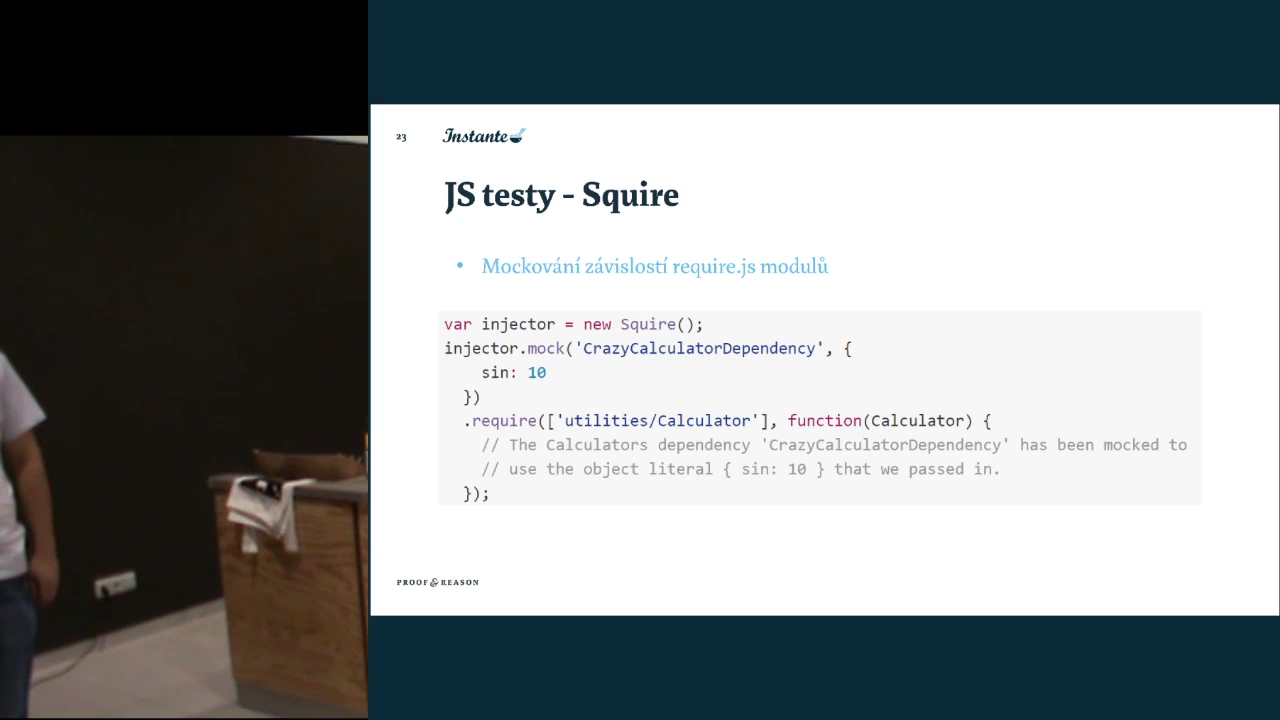 23
Instante
JS testy - Squire
• Mockování závislostí require.js modulů
var injector = new Squire();
injector.mock('CrazyCalculatorDependency', {
    sin: 10
  })
  .require(['utilities/Calculator'], function(Calculator) {
    // The Calculators dependency 'CrazyCalculatorDependency' has been mocked to
    // use the object literal { sin: 10 } that we passed in.
  });
PROOF & REASON